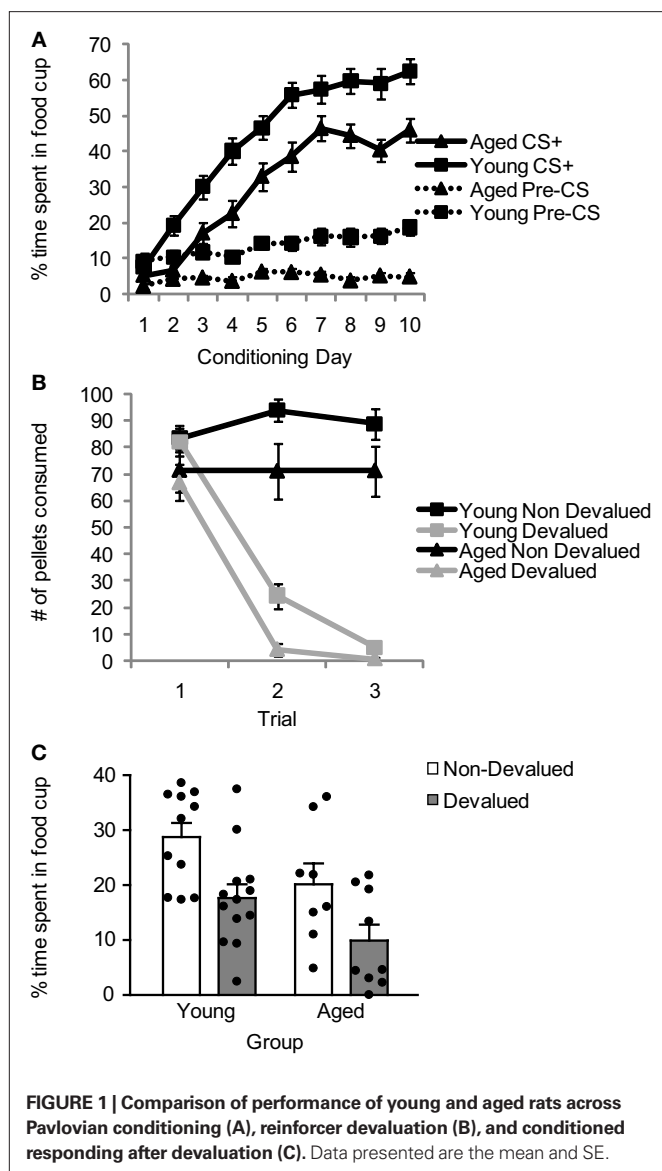 A
70
60
50
40
30
20
10
0
% time spent in food cup
1 2 3 4 5 6 7 8 9 10
Conditioning Day
Aged CS+
Young CS+
Aged Pre-CS
Young Pre-CS
B
100
90
80
70
60
50
40
30
20
10
0
# of pellets consumed
1 2 3
Trial
Young Non Devalued
Young Devalued
Aged Non Devalued
Aged Devalued
C
40
30
20
10
0
% time spent in food cup
Young Aged
Group
Non-Devalued
Devalued
FIGURE 1 | Comparison of performance of young and aged rats across
Pavlovian conditioning (A), reinforcer devaluation (B), and conditioned
responding after devaluation (C). Data presented are the mean and SE.